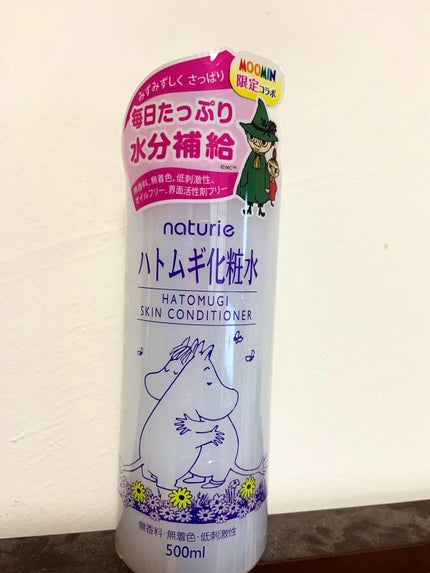 みずみずしく さっぱり
MOOMIN
限定コラボ
毎日たっぷり
水分補給
©MC™
無香料、無着色、低刺激性、
オイルフリー、界面活性剤フリー
naturie
ハトムギ化粧水
HATOMUGI
SKIN CONDITIONER
無香料・無着色・低刺激性
500ml